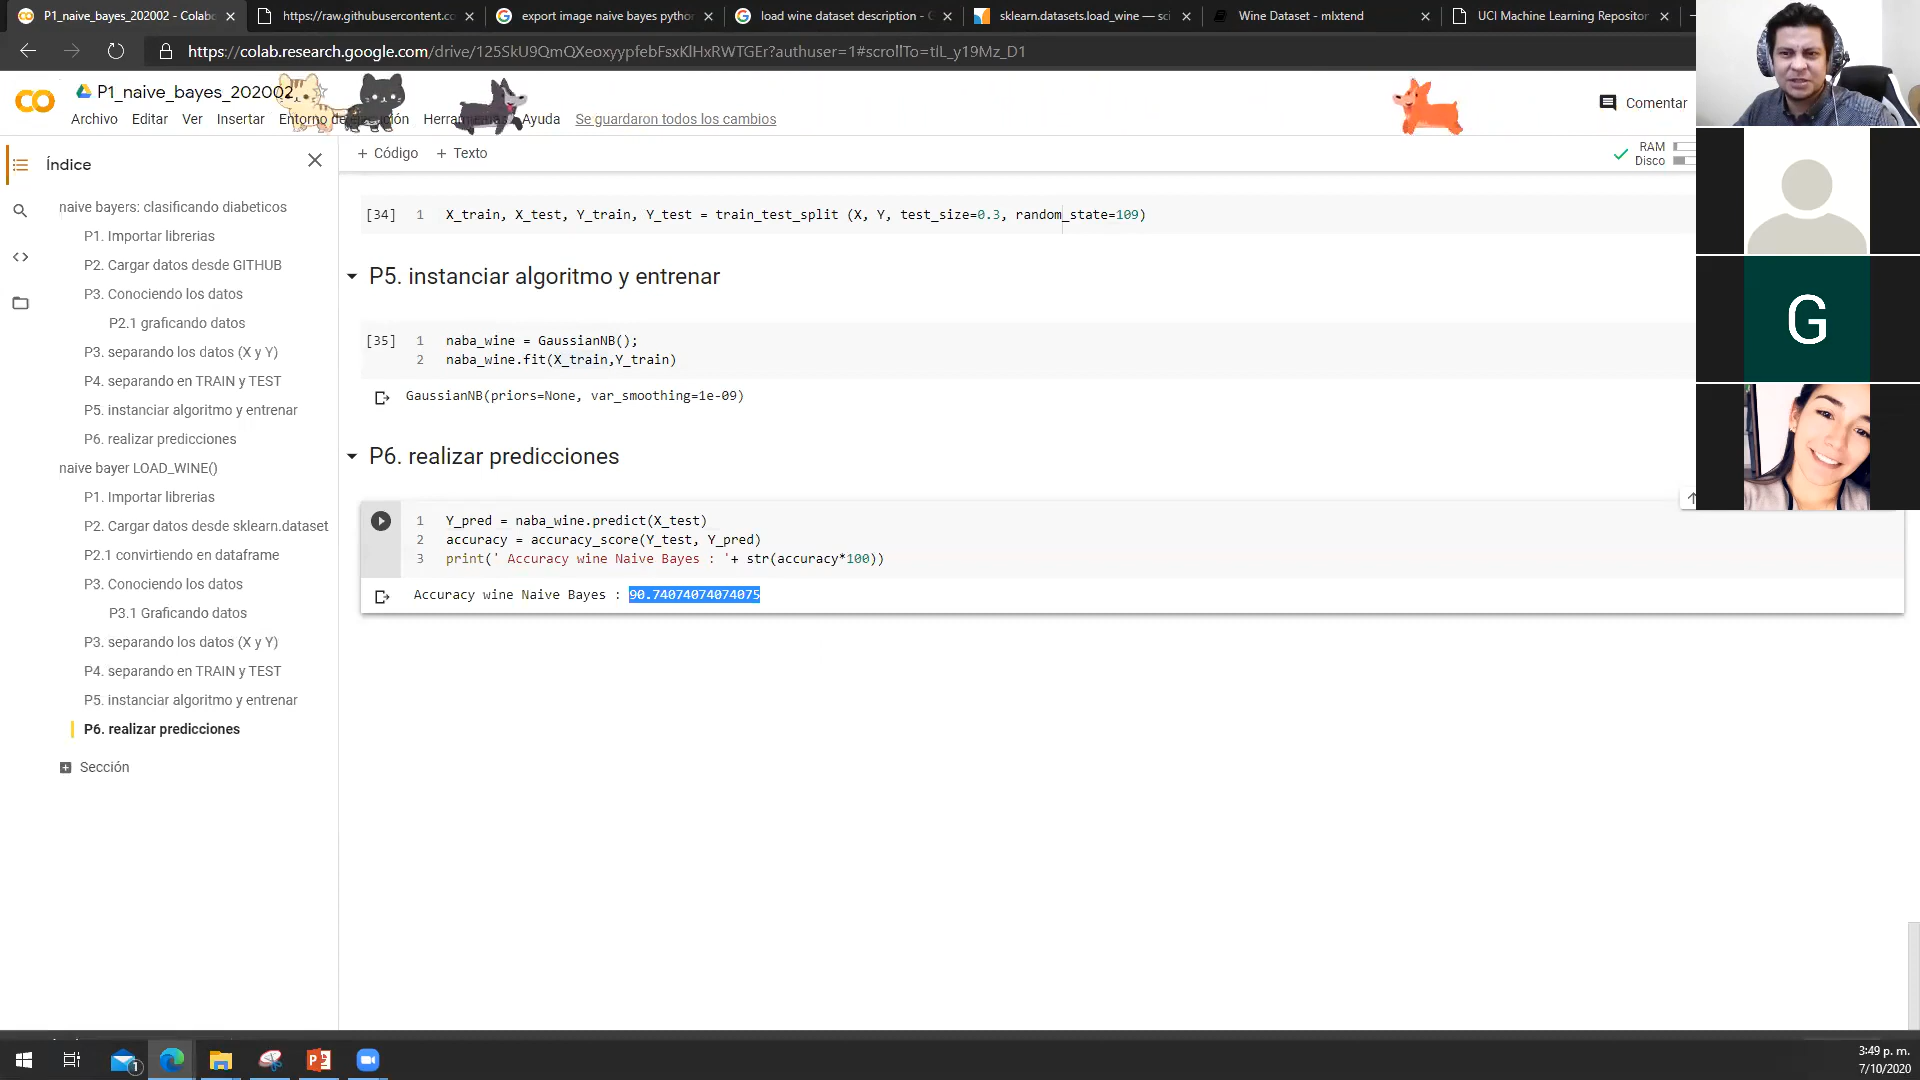 P1_naive_bayes_202002 - Colabo
https://raw.githubusercontent.co
export image naive bayes python
load wine dataset description - G
sklearn.datasets.load_wine — sci
Wine Dataset - mlxtend
UCI Machine Learning Repositor
https://colab.research.google.com/drive/125SkU9QmQXeoxyypfebFsxKlHxRWTGEr?authuser=1#scrollTo=tiL_y19Mz_D1
P1_naive_bayes_202002
Archivo Editar Ver Insertar Entorno de ejecución Herramientas Ayuda Se guardaron todos los cambios
Comentar
+ Código + Texto
RAM
Disco
Índice
naive bayers: clasificando diabeticos
P1. Importar librerias
P2. Cargar datos desde GITHUB
P3. Conociendo los datos
P2.1 graficando datos
P3. separando los datos (X y Y)
P4. separando en TRAIN y TEST
P5. instanciar algoritmo y entrenar
P6. realizar predicciones
naive bayer LOAD_WINE()
P1. Importar librerias
P2. Cargar datos desde sklearn.dataset
P2.1 convirtiendo en dataframe
P3. Conociendo los datos
P3.1 Graficando datos
P3. separando los datos (X y Y)
P4. separando en TRAIN y TEST
P5. instanciar algoritmo y entrenar
P6. realizar predicciones
Sección
[34] 1 X_train, X_test, Y_train, Y_test = train_test_split (X, Y, test_size=0.3, random_state=109)
P5. instanciar algoritmo y entrenar
[35] 1 naba_wine = GaussianNB();
2 naba_wine.fit(X_train,Y_train)
GaussianNB(priors=None, var_smoothing=1e-09)
P6. realizar predicciones
1 Y_pred = naba_wine.predict(X_test)
2 accuracy = accuracy_score(Y_test, Y_pred)
3 print(' Accuracy wine Naive Bayes : '+ str(accuracy*100))
Accuracy wine Naive Bayes : 90.74074074074075
G
1
3:49 p. m.
7/10/2020